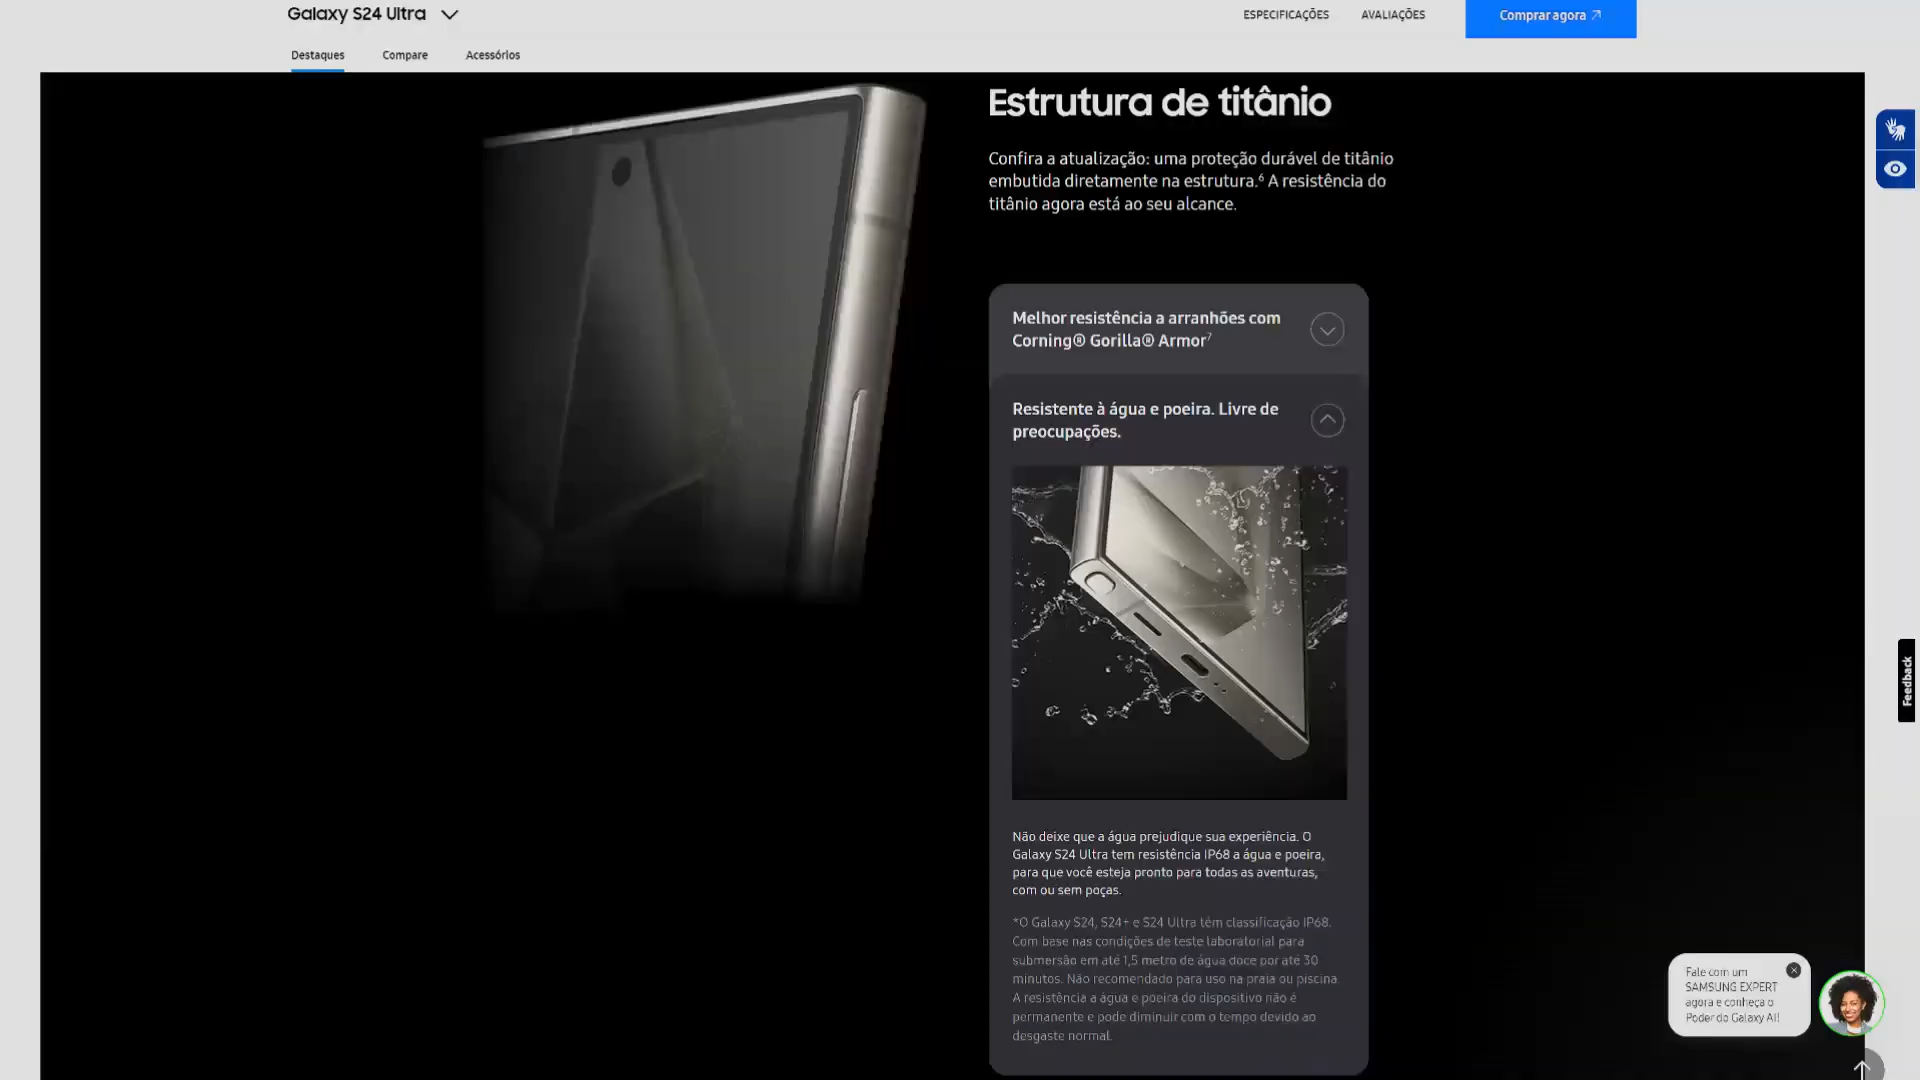 Galaxy S24 Ultra
ESPECIFICAÇÕES
AVALIAÇÕES
Comprar agora
Destaques
Compare
Acessórios
Estrutura de titânio
Confira a atualização: uma proteção durável de titânio
embutida diretamente na estrutura.⁶ A resistência do
titânio agora está ao seu alcance.
Melhor resistência a arranhões com
Corning® Gorilla® Armor⁷
Resistente à água e poeira. Livre de
preocupações.
Não deixe que a água prejudique sua experiência. O
Galaxy S24 Ultra tem resistência IP68 a água e poeira,
para que você esteja pronto para todas as aventuras,
com ou sem poças.
*O Galaxy S24, S24+ e S24 Ultra têm classificação IP68.
Com base nas condições de teste laboratorial para
submersão em até 1,5 metro de água doce por até 30
minutos. Não recomendado para uso na praia ou piscina.
A resistência a água e poeira do dispositivo não é
permanente e pode diminuir com o tempo devido ao
desgaste normal.
Feedback
Fale com um
SAMSUNG EXPERT
agora e conheça o
Poder do Galaxy AI!